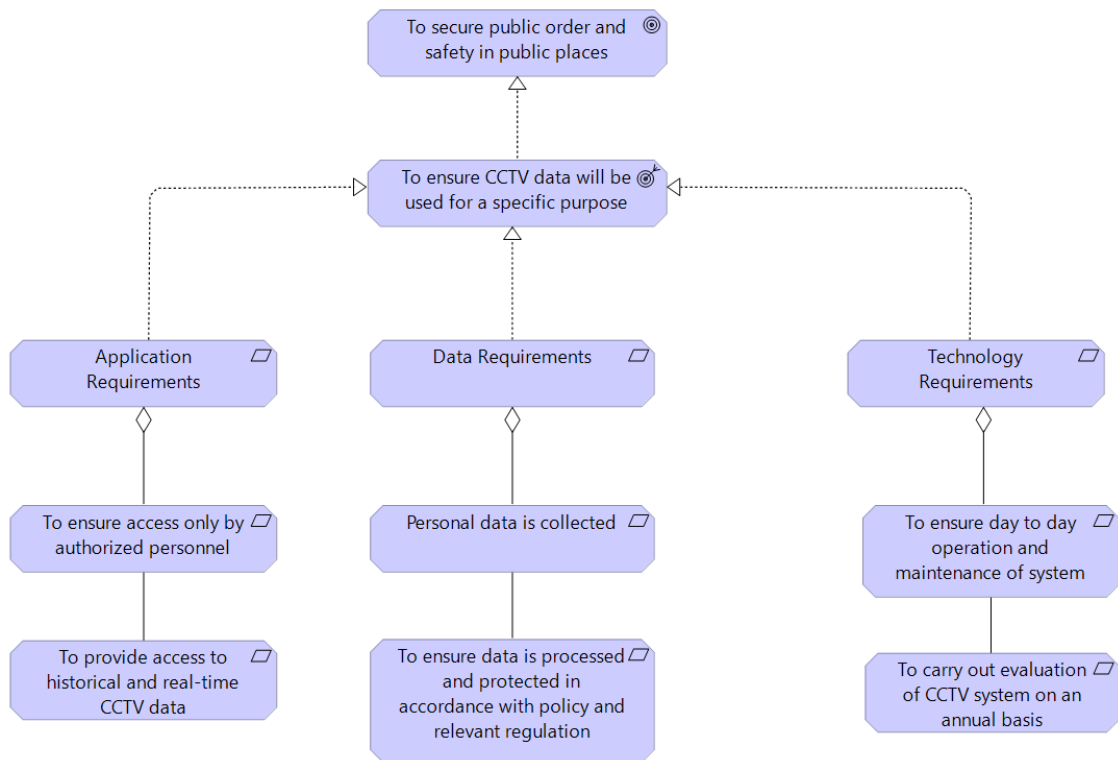 To secure public order and
safety in public places
To ensure CCTV data will be
used for a specific purpose
Application
Requirements
Data Requirements
Technology
Requirements
To ensure access only by
authorized personnel
Personal data is collected
To ensure day to day
operation and
maintenance of system
To provide access to
historical and real-time
CCTV data
To ensure data is processed
and protected in
accordance with policy and
relevant regulation
To carry out evaluation
of CCTV system on an
annual basis